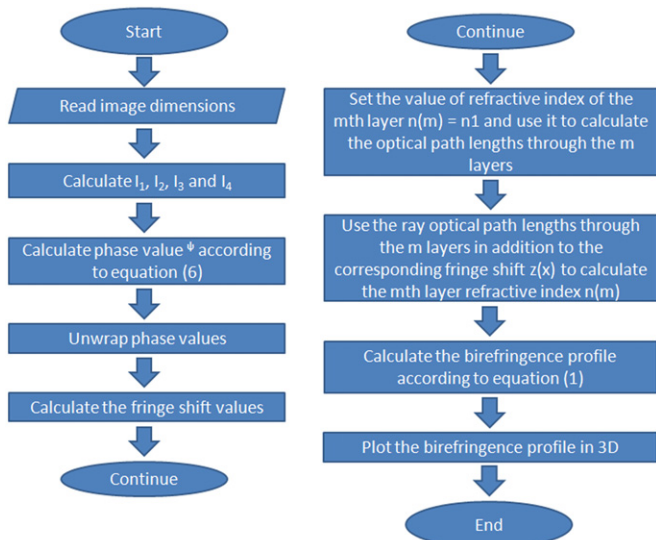 Start
Read image dimensions
Calculate I₁, I₂, I₃ and I₄
Calculate phase value ψ according
to equation (6)
Unwrap phase values
Calculate the fringe shift values
Continue
Continue
Set the value of refractive index of the
mth layer n(m) = n1 and use it to calculate
the optical path lengths through the m
layers
Use the ray optical path lengths through
the m layers in addition to the
corresponding fringe shift z(x) to calculate
the mth layer refractive index n(m)
Calculate the birefringence profile
according to equation (1)
Plot the birefringence profile in 3D
End